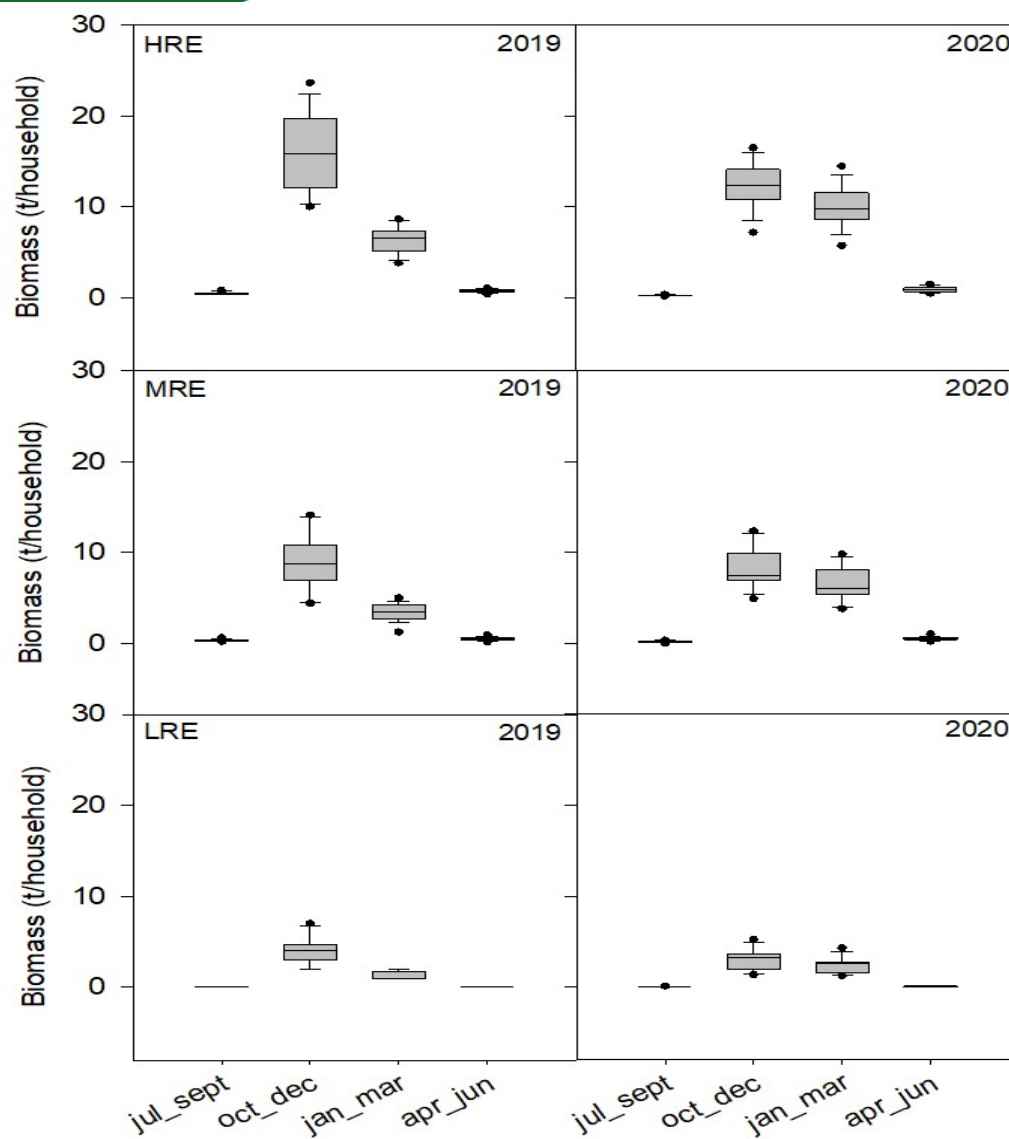 30
HRE 2019 2020
20
10
0
Biomass (t/household)
30
MRE 2019 2020
20
10
0
Biomass (t/household)
30
LRE 2019 2020
20
10
0
Biomass (t/household)
jul_sept oct_dec jan_mar apr_jun jul_sept oct_dec jan_mar apr_jun